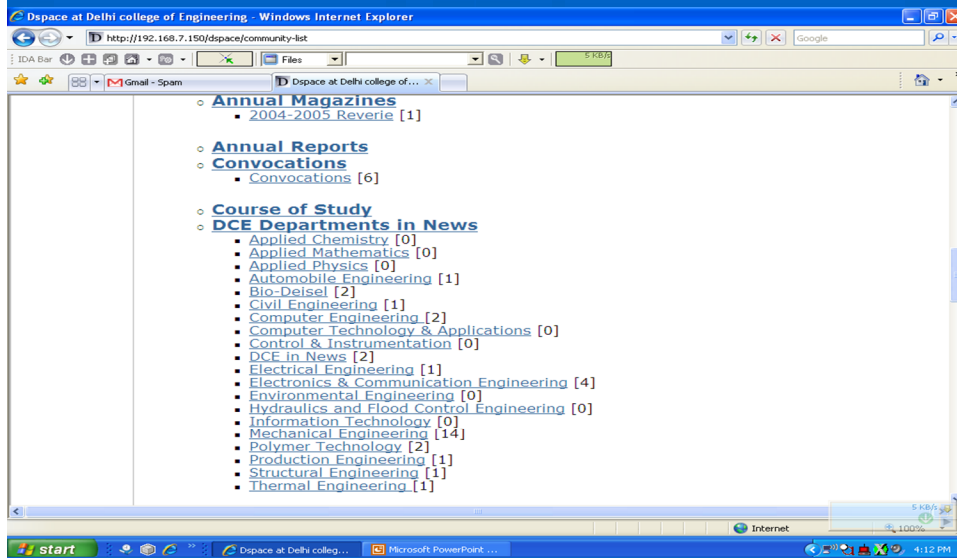 Dspace at Delhi college of Engineering - Windows Internet Explorer
http://192.168.7.150/dspace/community-list
Google
IDA Bar
Files
5 KB/s
Gmail - Spam
Dspace at Delhi college of...
Annual Magazines
2004-2005 Reverie [1]
Annual Reports
Convocations
Convocations [6]
Course of Study
DCE Departments in News
Applied Chemistry [0]
Applied Mathematics [0]
Applied Physics [0]
Automobile Engineering [1]
Bio-Deisel [2]
Civil Engineering [1]
Computer Engineering [2]
Computer Technology & Applications [0]
Control & Instrumentation [0]
DCE in News [2]
Electrical Engineering [1]
Electronics & Communication Engineering [4]
Environmental Engineering [0]
Hydraulics and Flood Control Engineering [0]
Information Technology [0]
Mechanical Engineering [14]
Polymer Technology [2]
Production Engineering [1]
Structural Engineering [1]
Thermal Engineering [1]
5 KB/s
Internet
100%
start
Dspace at Delhi colleg...
Microsoft PowerPoint ...
4:12 PM